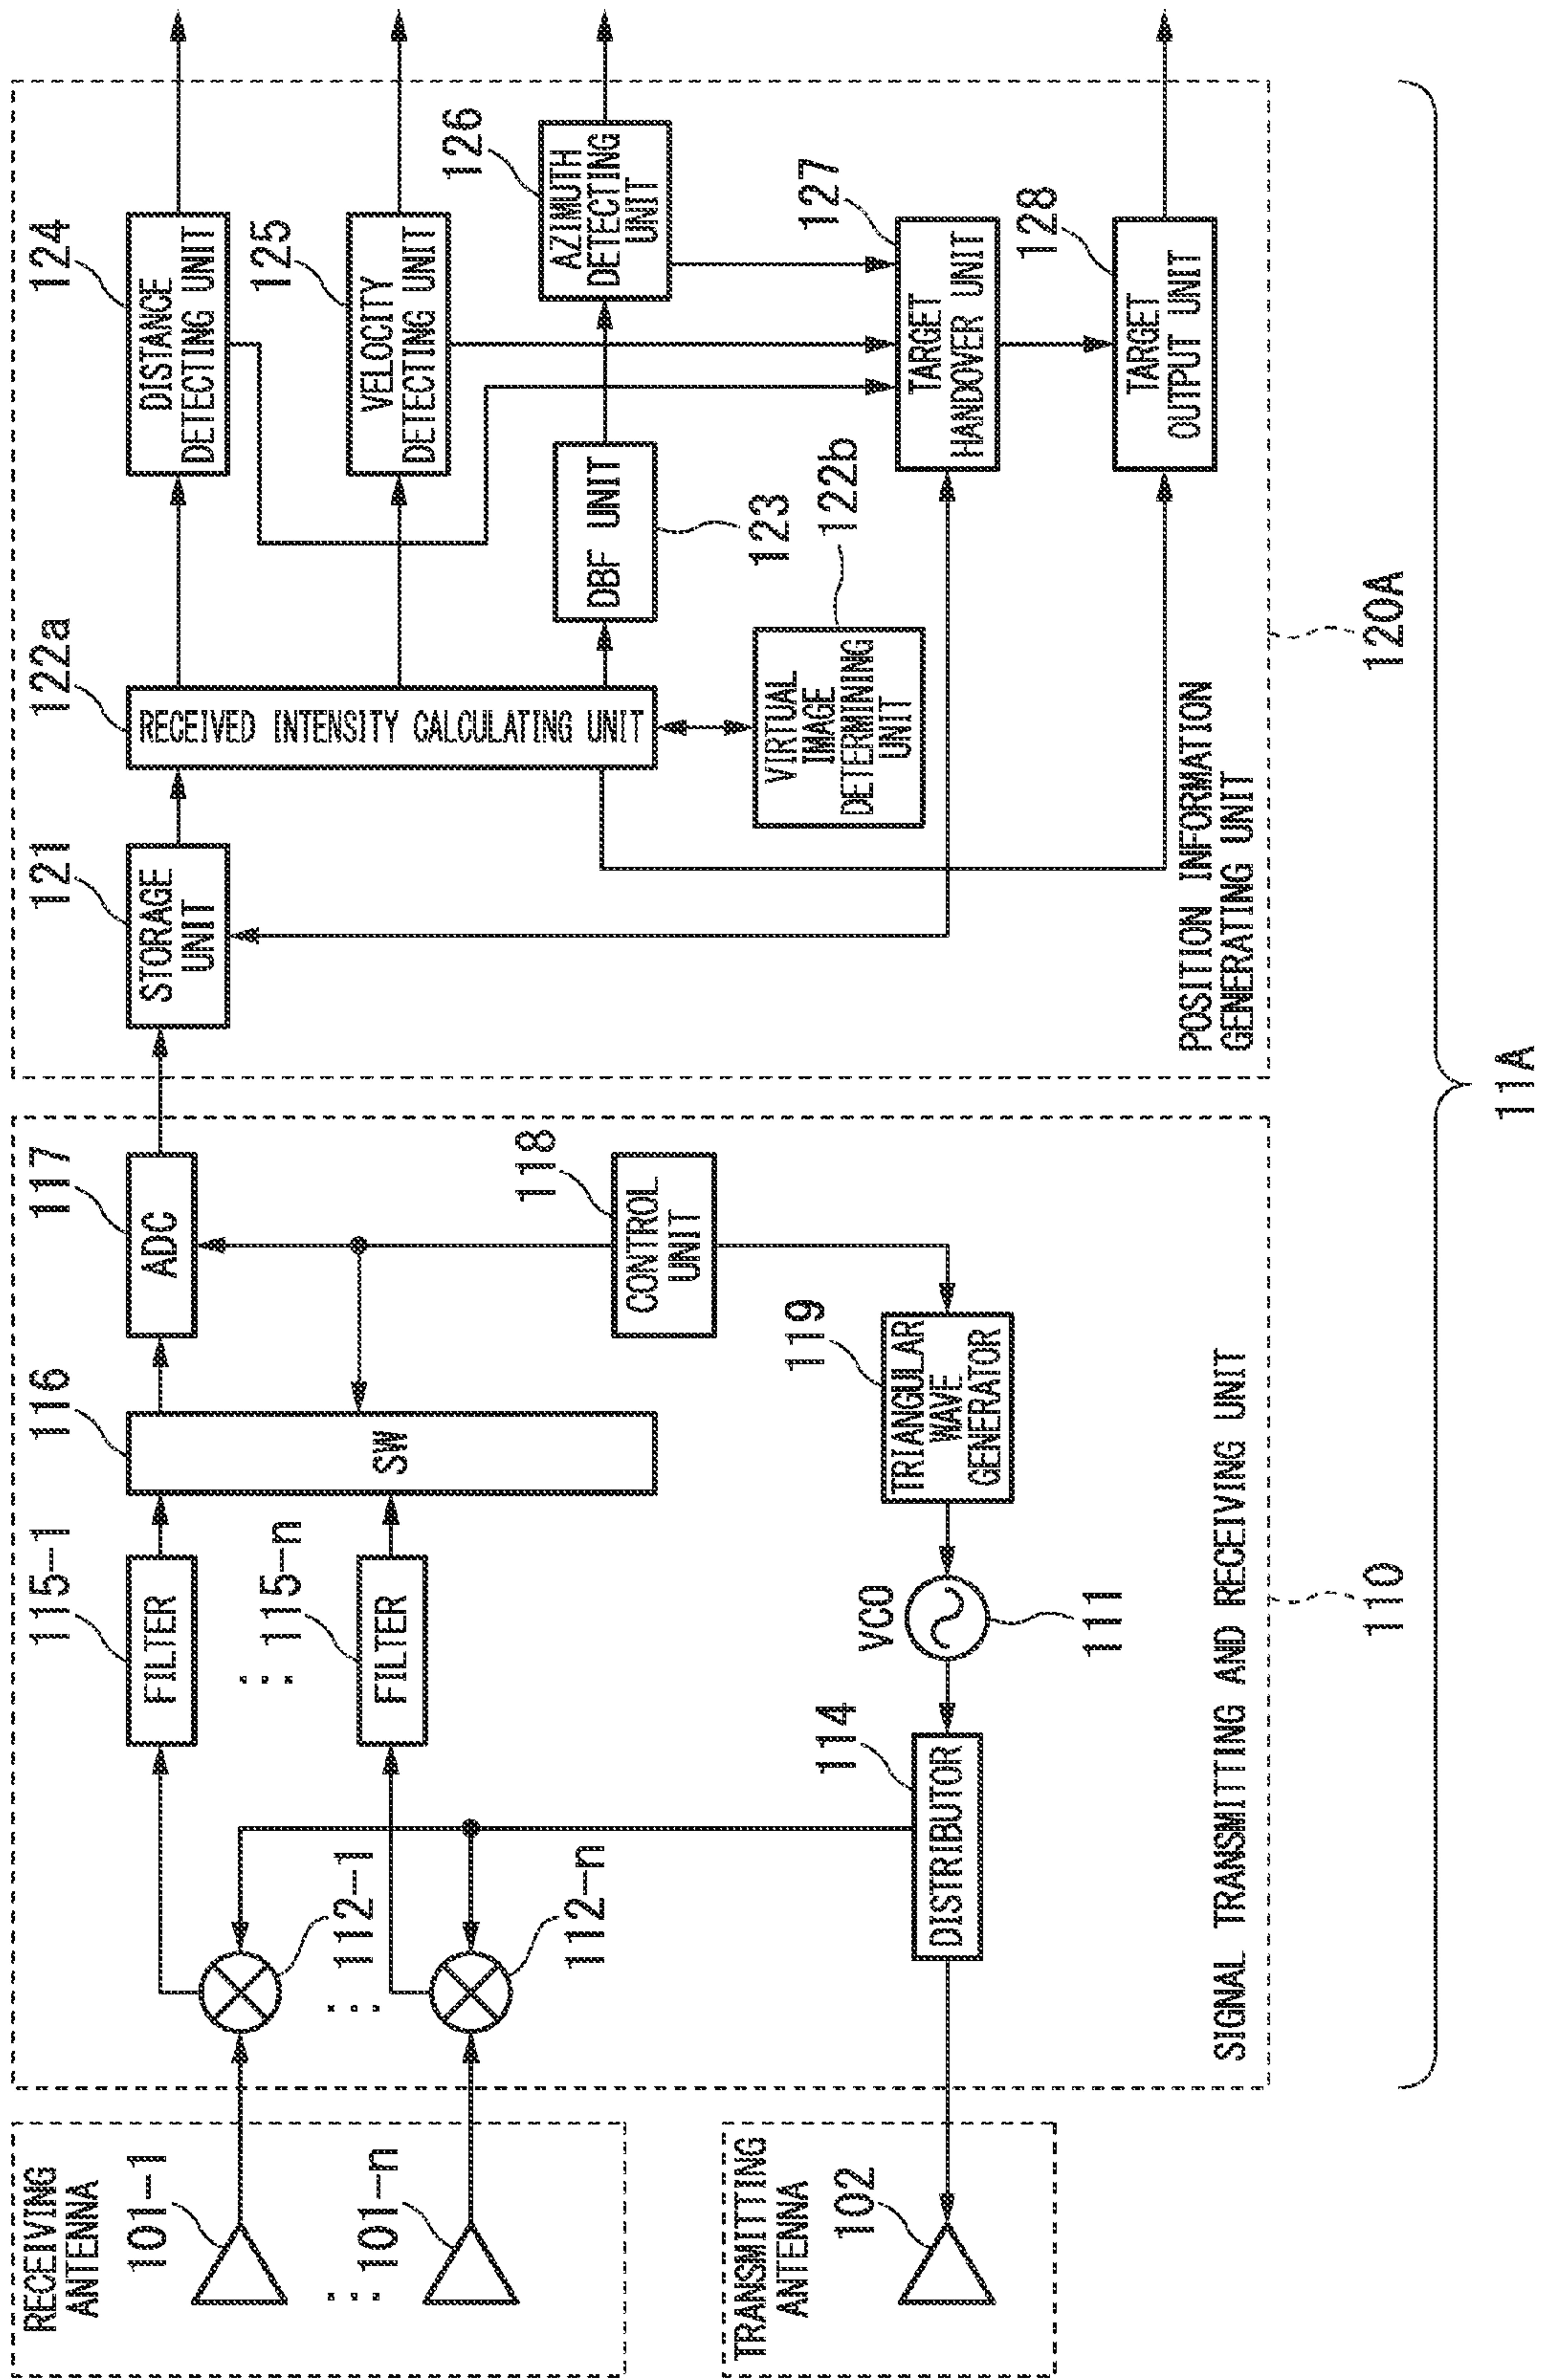 RECEIVING
ANTENNA
101-1
101-n
TRANSMITTING
ANTENNA
102
112-1
112-n
115-1
FILTER
115-n
FILTER
116
SW
117
ADC
118
CONTROL
UNIT
119
TRIANGULAR
WAVE
GENERATOR
VCO
111
114
DISTRIBUTOR
SIGNAL TRANSMITTING AND RECEIVING UNIT
110
121
STORAGE
UNIT
122a
RECEIVED INTENSITY CALCULATING UNIT
122b
VIRTUAL
IMAGE
DETERMINING
UNIT
DBF UNIT
123
124
DISTANCE
DETECTING UNIT
125
VELOCITY
DETECTING UNIT
126
AZIMUTH
DETECTING
UNIT
127
TARGET
HANDOVER UNIT
128
TARGET
OUTPUT UNIT
POSITION INFORMATION
GENERATING UNIT
120A
11A